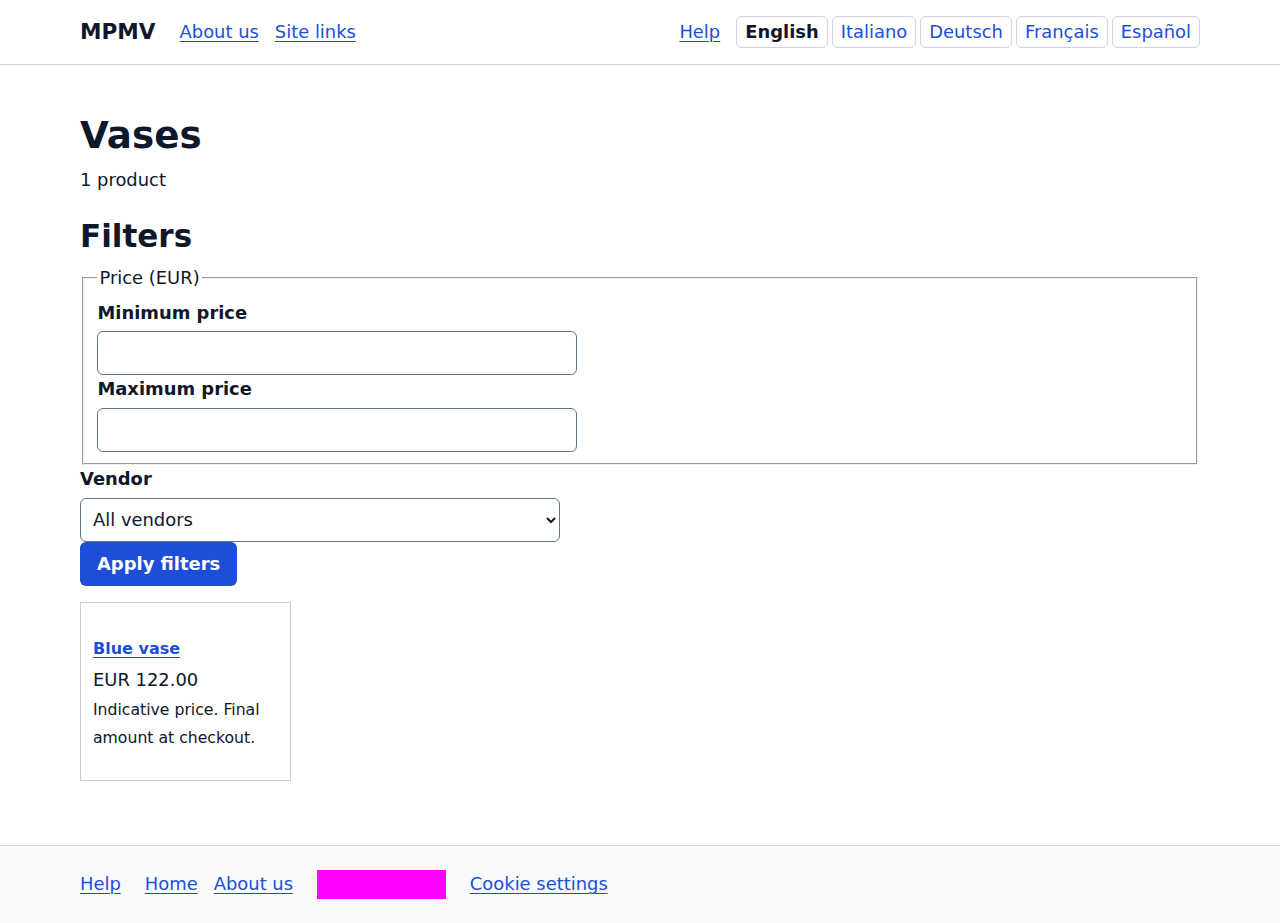 MPMV About us Site links Help English Italiano Deutsch Français Español
Vases
1 product
Filters
Price (EUR)
Minimum price
Maximum price
Vendor
All vendors
Apply filters
Blue vase
EUR 122.00
Indicative price. Final
amount at checkout.
Help Home About us Cookie settings